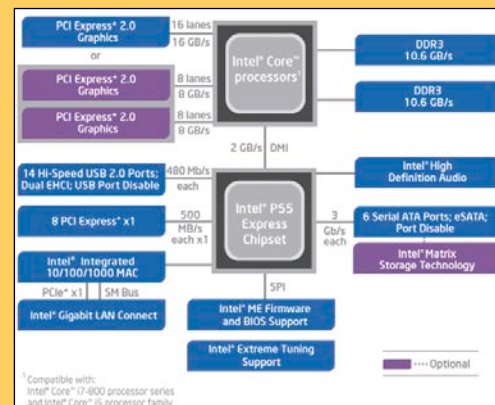 PCI Express* 2.0
Graphics
16 lanes
16 GB/s
or
PCI Express* 2.0
Graphics
8 lanes
8 GB/s
PCI Express* 2.0
Graphics
8 lanes
8 GB/s
Intel® Core™
processors¹
DDR3
10.6 GB/s
DDR3
10.6 GB/s
2 GB/s
DMI
14 Hi-Speed USB 2.0 Ports;
Dual EHCI; USB Port Disable
480 Mb/s
each
Intel® High
Definition Audio
8 PCI Express* x1
500
MB/s
each x1
Intel® P55
Express
Chipset
3
Gb/s
each
6 Serial ATA Ports; eSATA;
Port Disable
Intel® Matrix
Storage Technology
Intel® Integrated
10/100/1000 MAC
PCIe* x1
SM Bus
Intel® Gigabit LAN Connect
SPI
Intel® ME Firmware
and BIOS Support
Intel® Extreme Tuning
Support
Optional
¹Compatible with:
Intel® Core™ i7-800 processor series
and Intel® Core™ i5 processor family